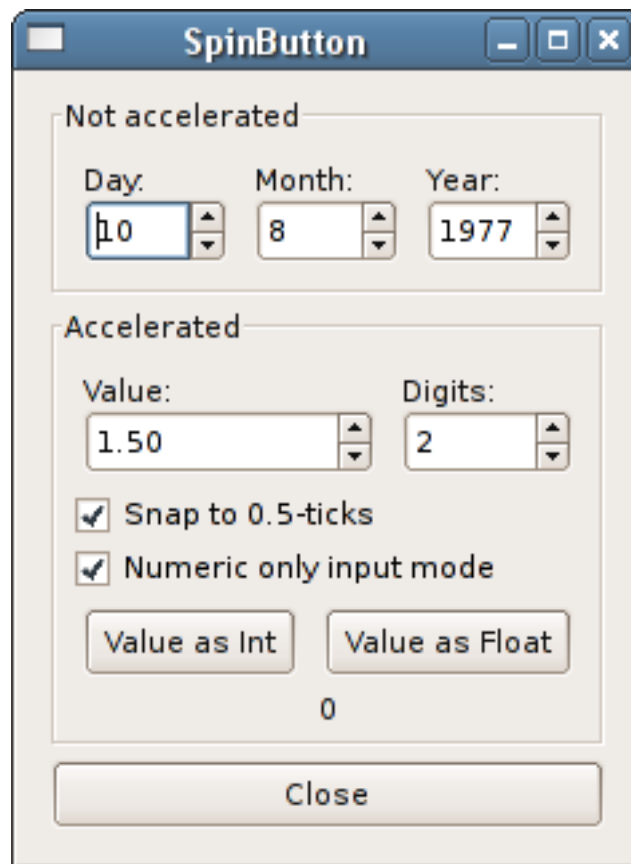 SpinButton
Not accelerated
Day: Month: Year:
10 8 1977
Accelerated
Value: Digits:
1.50 2
Snap to 0.5-ticks
Numeric only input mode
Value as Int Value as Float
0
Close